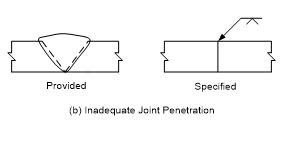 Provided
Specified
(b) Inadequate Joint Penetration